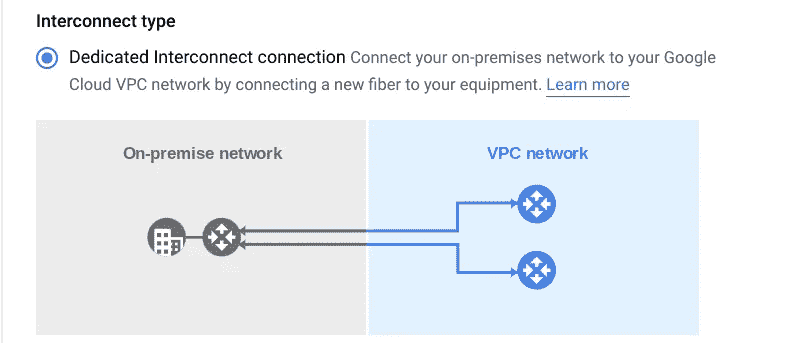 Interconnect type
Dedicated Interconnect connection Connect your on-premises network to your Google
Cloud VPC network by connecting a new fiber to your equipment. Learn more
On-premise network
VPC network